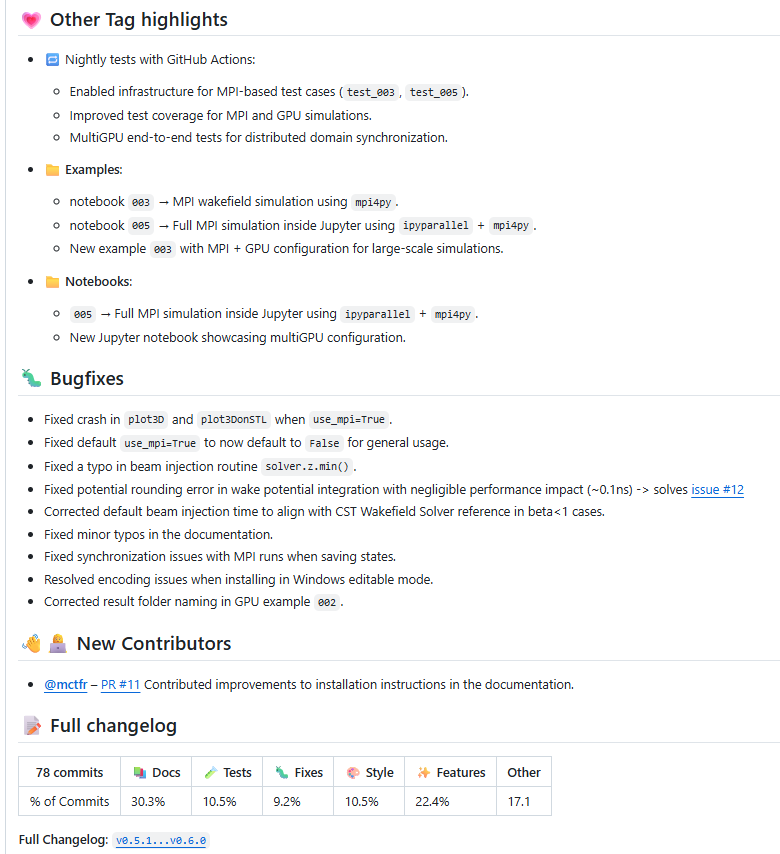 Other Tag highlights
Nightly tests with GitHub Actions:
Enabled infrastructure for MPI-based test cases ( test_003 , test_005 ).
Improved test coverage for MPI and GPU simulations.
MultiGPU end-to-end tests for distributed domain synchronization.
Examples:
notebook 003 → MPI wakefield simulation using mpi4py .
notebook 005 → Full MPI simulation inside Jupyter using ipyparallel + mpi4py .
New example 003 with MPI + GPU configuration for large-scale simulations.
Notebooks:
005 → Full MPI simulation inside Jupyter using ipyparallel + mpi4py .
New Jupyter notebook showcasing multiGPU configuration.
Bugfixes
Fixed crash in plot3D and plot3DonSTL when use_mpi=True .
Fixed default use_mpi=True to now default to False for general usage.
Fixed a typo in beam injection routine solver.z.min() .
Fixed potential rounding error in wake potential integration with negligible performance impact (~0.1ns) -> solves issue #12
Corrected default beam injection time to align with CST Wakefield Solver reference in beta<1 cases.
Fixed minor typos in the documentation.
Fixed synchronization issues with MPI runs when saving states.
Resolved encoding issues when installing in Windows editable mode.
Corrected result folder naming in GPU example 002 .
New Contributors
@mctfr – PR #11 Contributed improvements to installation instructions in the documentation.
Full changelog
78 commits Docs Tests Fixes Style Features Other
% of Commits 30.3% 10.5% 9.2% 10.5% 22.4% 17.1
Full Changelog: v0.5.1...v0.6.0